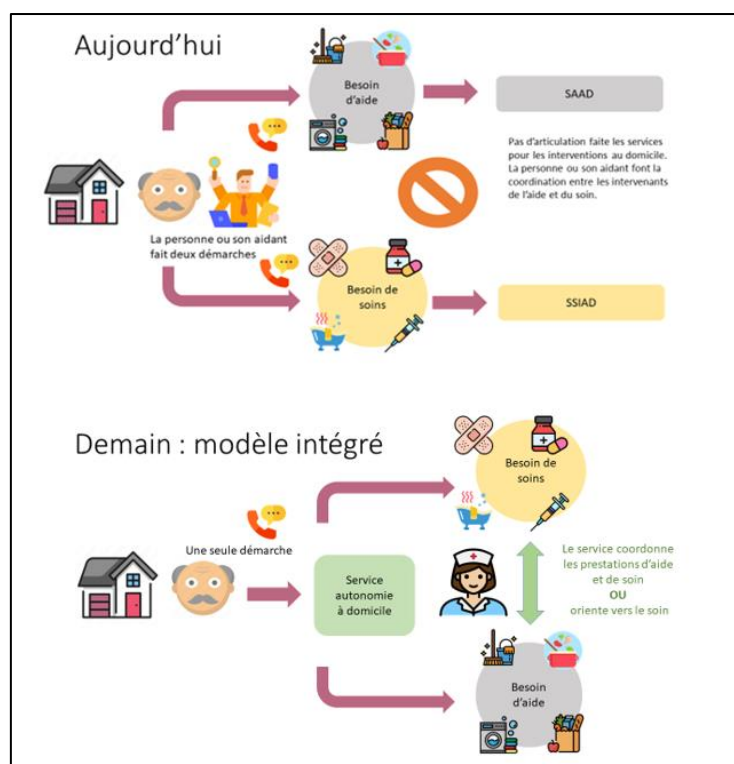 Aujourd'hui
Besoin
d'aide
SAAD
Pas d'articulation faite les services
pour les interventions au domicile.
La personne ou son aidant font la
coordination entre les intervenants
de l'aide et du soin.
La personne ou son aidant
fait deux démarches
Besoin de
soins
SSIAD
Demain : modèle intégré
Besoin de
soins
Une seule démarche
Service
autonomie
à domicile
Le service coordonne
les prestations d'aide
et de soin
OU
oriente vers le soin
Besoin
d'aide